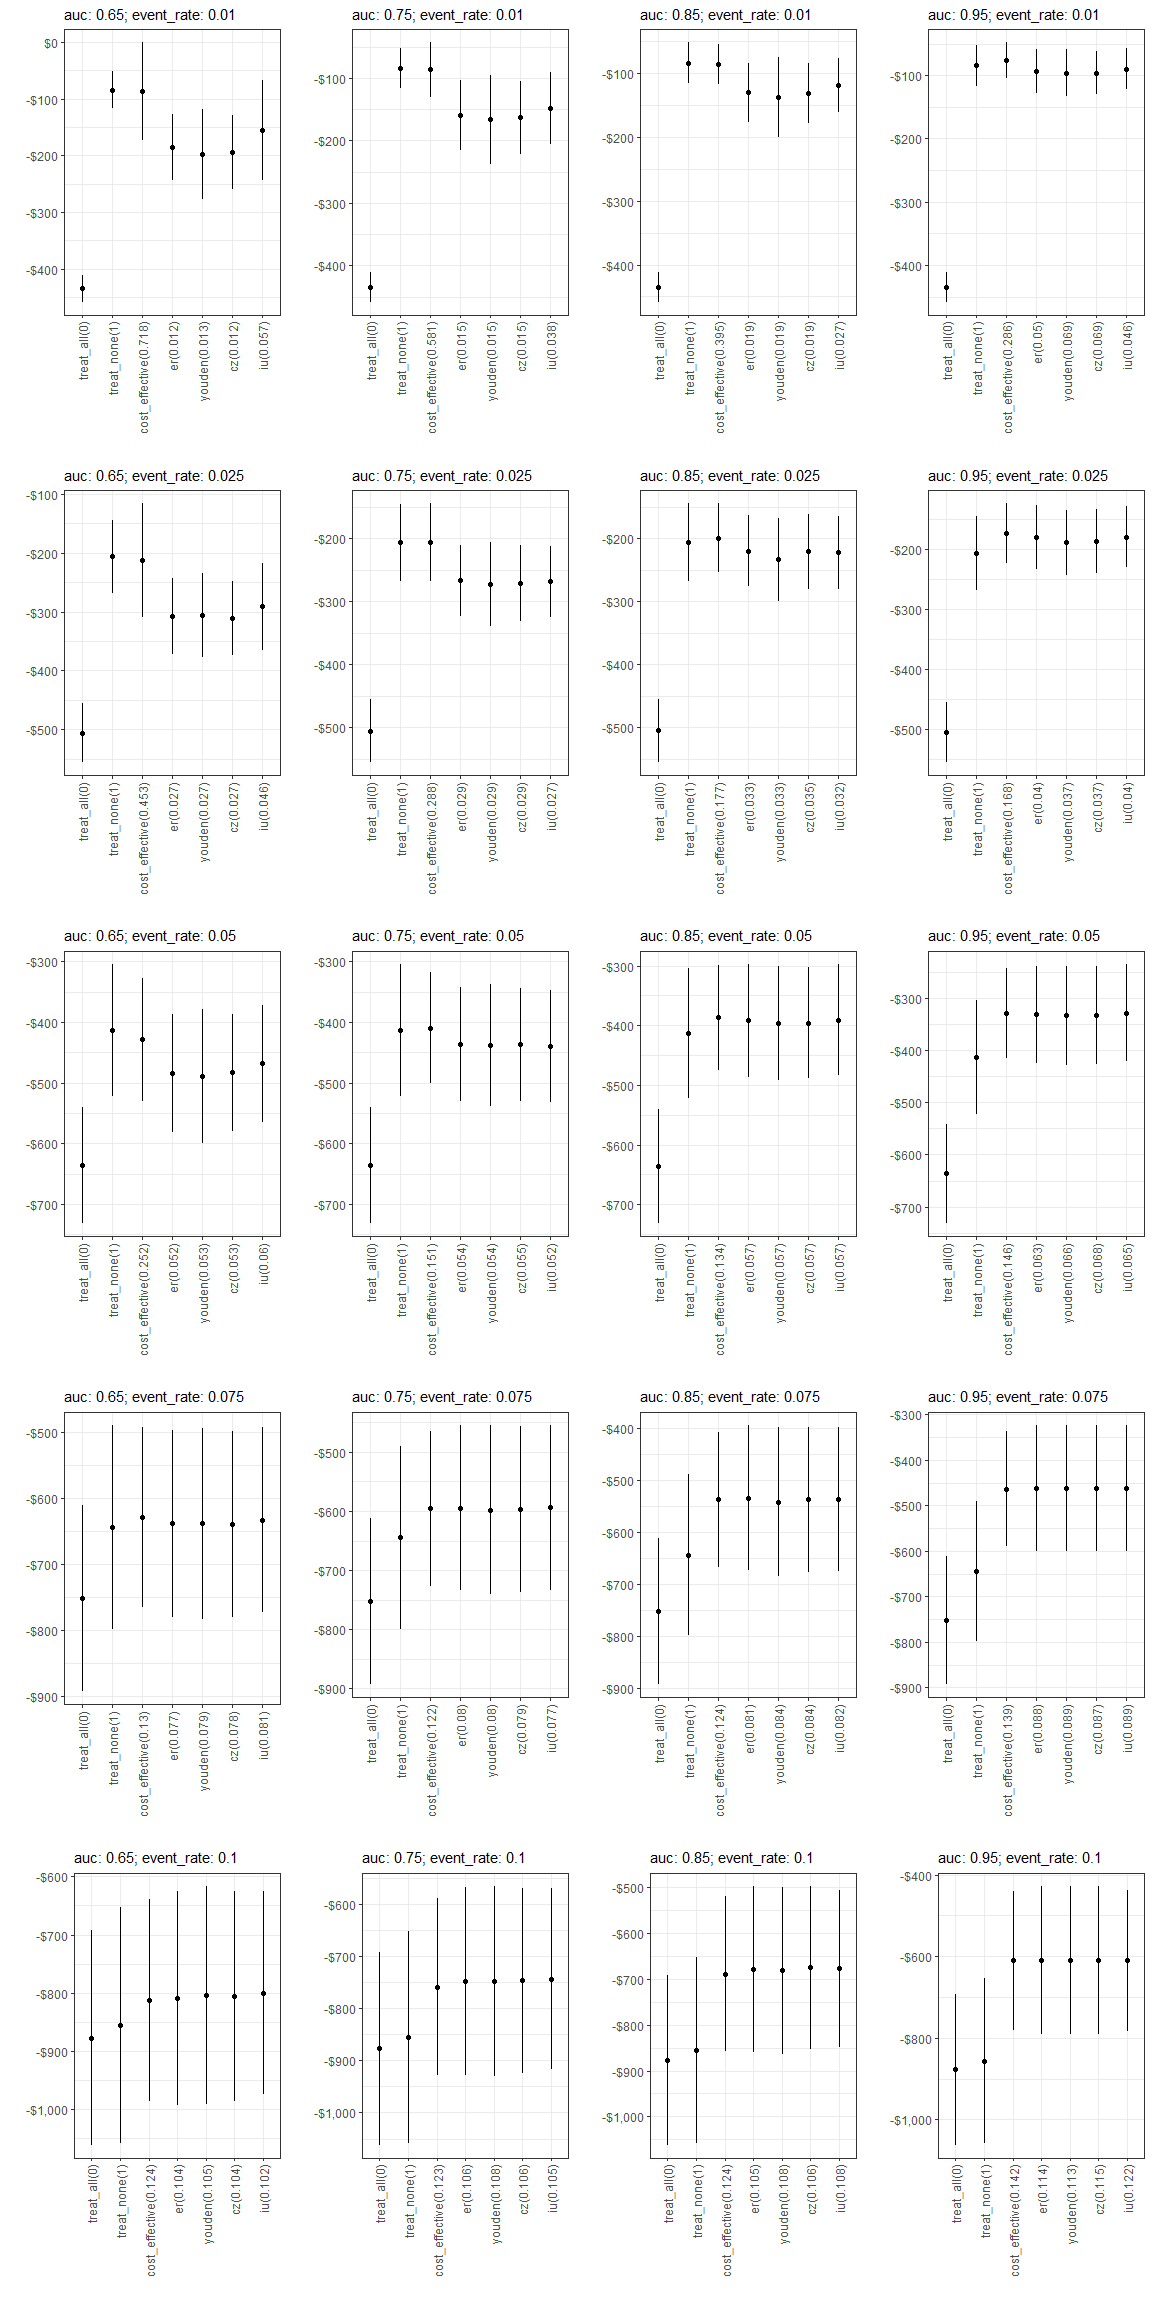 auc: 0.65; event_rate: 0.01
$0
-$100
-$200
-$300
-$400
treat_all(0)
treat_none(1)
cost_effective(0.718)
er(0.012)
youden(0.013)
cz(0.012)
iu(0.057)
auc: 0.75; event_rate: 0.01
-$100
-$200
-$300
-$400
treat_all(0)
treat_none(1)
cost_effective(0.581)
er(0.015)
youden(0.015)
cz(0.015)
iu(0.038)
auc: 0.85; event_rate: 0.01
-$100
-$200
-$300
-$400
treat_all(0)
treat_none(1)
cost_effective(0.395)
er(0.019)
youden(0.019)
cz(0.019)
iu(0.027)
auc: 0.95; event_rate: 0.01
-$100
-$200
-$300
-$400
treat_all(0)
treat_none(1)
cost_effective(0.286)
er(0.05)
youden(0.069)
cz(0.069)
iu(0.046)
auc: 0.65; event_rate: 0.025
-$100
-$200
-$300
-$400
-$500
treat_all(0)
treat_none(1)
cost_effective(0.453)
er(0.027)
youden(0.027)
cz(0.027)
iu(0.046)
auc: 0.75; event_rate: 0.025
-$200
-$300
-$400
-$500
treat_all(0)
treat_none(1)
cost_effective(0.288)
er(0.029)
youden(0.029)
cz(0.029)
iu(0.027)
auc: 0.85; event_rate: 0.025
-$200
-$300
-$400
-$500
treat_all(0)
treat_none(1)
cost_effective(0.177)
er(0.033)
youden(0.033)
cz(0.035)
iu(0.032)
auc: 0.95; event_rate: 0.025
-$200
-$300
-$400
-$500
treat_all(0)
treat_none(1)
cost_effective(0.168)
er(0.04)
youden(0.037)
cz(0.037)
iu(0.04)
auc: 0.65; event_rate: 0.05
-$300
-$400
-$500
-$600
-$700
treat_all(0)
treat_none(1)
cost_effective(0.252)
er(0.052)
youden(0.053)
cz(0.053)
iu(0.06)
auc: 0.75; event_rate: 0.05
-$300
-$400
-$500
-$600
-$700
treat_all(0)
treat_none(1)
cost_effective(0.151)
er(0.054)
youden(0.054)
cz(0.055)
iu(0.052)
auc: 0.85; event_rate: 0.05
-$300
-$400
-$500
-$600
-$700
treat_all(0)
treat_none(1)
cost_effective(0.134)
er(0.057)
youden(0.057)
cz(0.057)
iu(0.057)
auc: 0.95; event_rate: 0.05
-$300
-$400
-$500
-$600
-$700
treat_all(0)
treat_none(1)
cost_effective(0.146)
er(0.063)
youden(0.066)
cz(0.068)
iu(0.065)
auc: 0.65; event_rate: 0.075
-$500
-$600
-$700
-$800
-$900
treat_all(0)
treat_none(1)
cost_effective(0.13)
er(0.077)
youden(0.079)
cz(0.078)
iu(0.081)
auc: 0.75; event_rate: 0.075
-$500
-$600
-$700
-$800
-$900
treat_all(0)
treat_none(1)
cost_effective(0.122)
er(0.08)
youden(0.08)
cz(0.079)
iu(0.077)
auc: 0.85; event_rate: 0.075
-$400
-$500
-$600
-$700
-$800
-$900
treat_all(0)
treat_none(1)
cost_effective(0.124)
er(0.081)
youden(0.084)
cz(0.084)
iu(0.082)
auc: 0.95; event_rate: 0.075
-$300
-$400
-$500
-$600
-$700
-$800
-$900
treat_all(0)
treat_none(1)
cost_effective(0.139)
er(0.088)
youden(0.089)
cz(0.087)
iu(0.089)
auc: 0.65; event_rate: 0.1
-$600
-$700
-$800
-$900
-$1,000
treat_all(0)
treat_none(1)
cost_effective(0.124)
er(0.104)
youden(0.105)
cz(0.104)
iu(0.102)
auc: 0.75; event_rate: 0.1
-$600
-$700
-$800
-$900
-$1,000
treat_all(0)
treat_none(1)
cost_effective(0.123)
er(0.106)
youden(0.108)
cz(0.106)
iu(0.105)
auc: 0.85; event_rate: 0.1
-$500
-$600
-$700
-$800
-$900
-$1,000
treat_all(0)
treat_none(1)
cost_effective(0.124)
er(0.105)
youden(0.108)
cz(0.106)
iu(0.108)
auc: 0.95; event_rate: 0.1
-$400
-$600
-$800
-$1,000
treat_all(0)
treat_none(1)
cost_effective(0.142)
er(0.114)
youden(0.113)
cz(0.115)
iu(0.122)